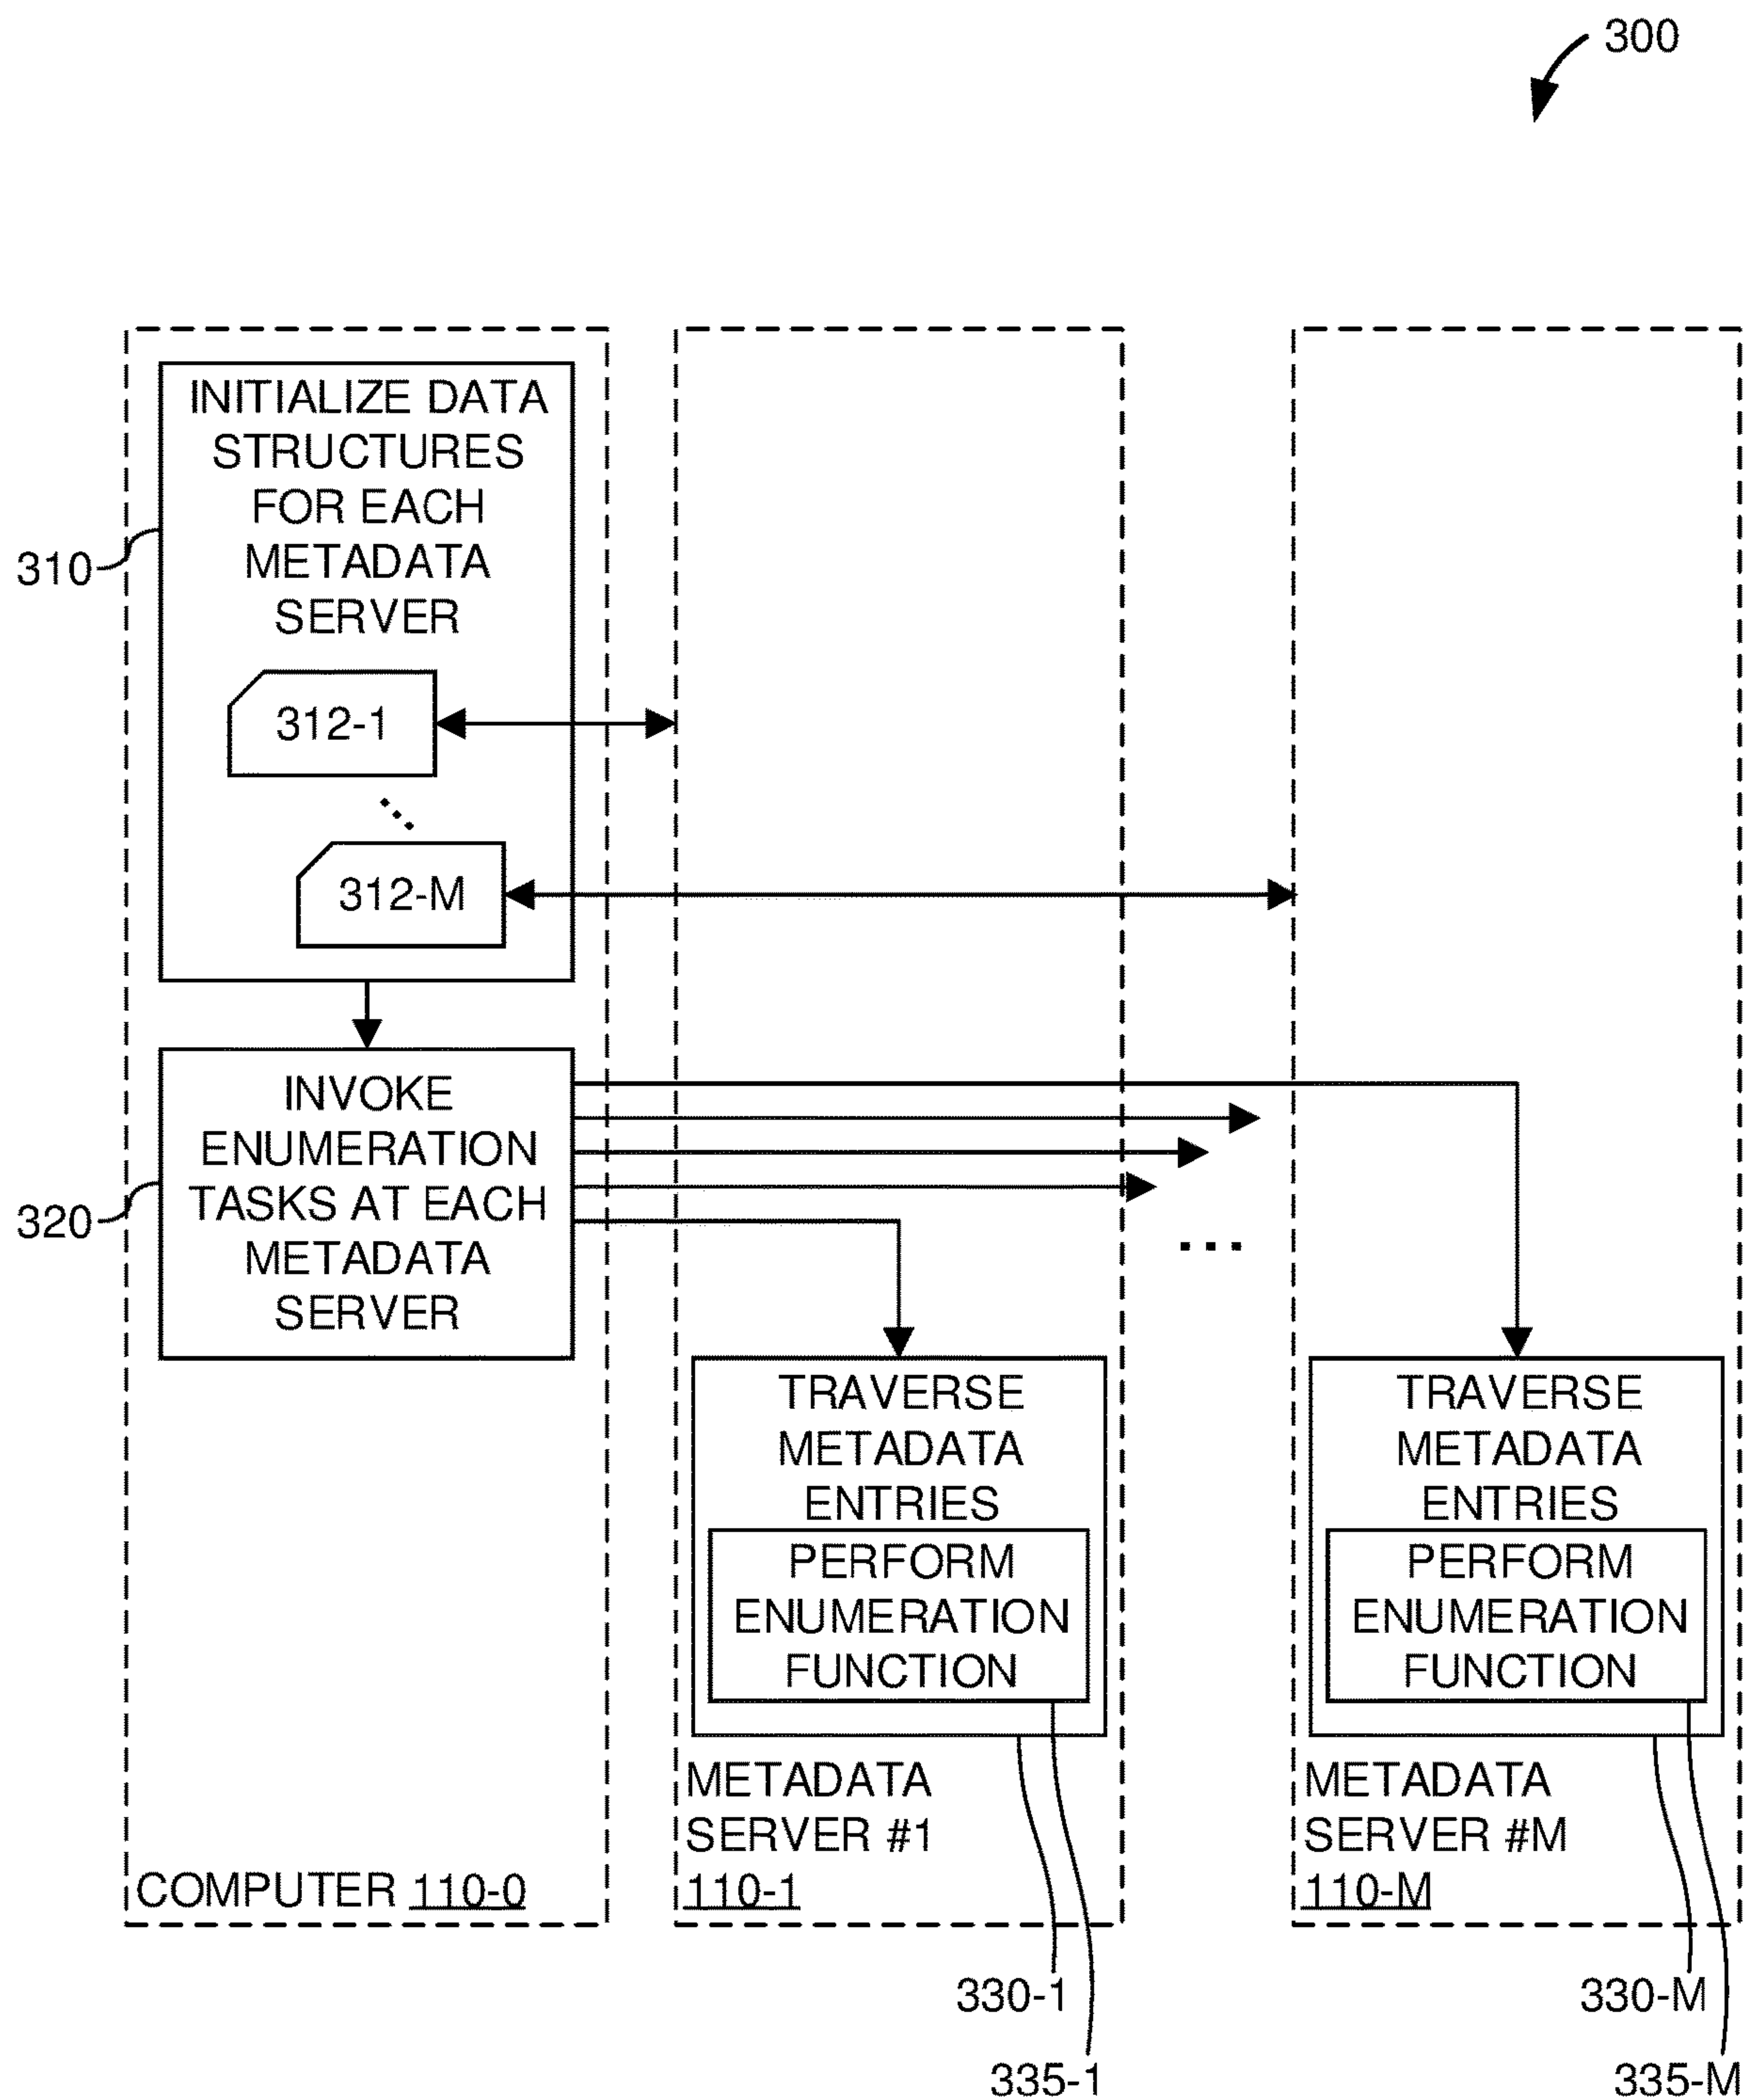 300
INITIALIZE DATA
STRUCTURES
FOR EACH
METADATA
SERVER
310
312-1
312-M
INVOKE
ENUMERATION
TASKS AT EACH
METADATA
SERVER
320
...
TRAVERSE
METADATA
ENTRIES
PERFORM
ENUMERATION
FUNCTION
METADATA
SERVER #1
110-1
TRAVERSE
METADATA
ENTRIES
PERFORM
ENUMERATION
FUNCTION
METADATA
SERVER #M
110-M
COMPUTER 110-0
330-1
335-1
330-M
335-M